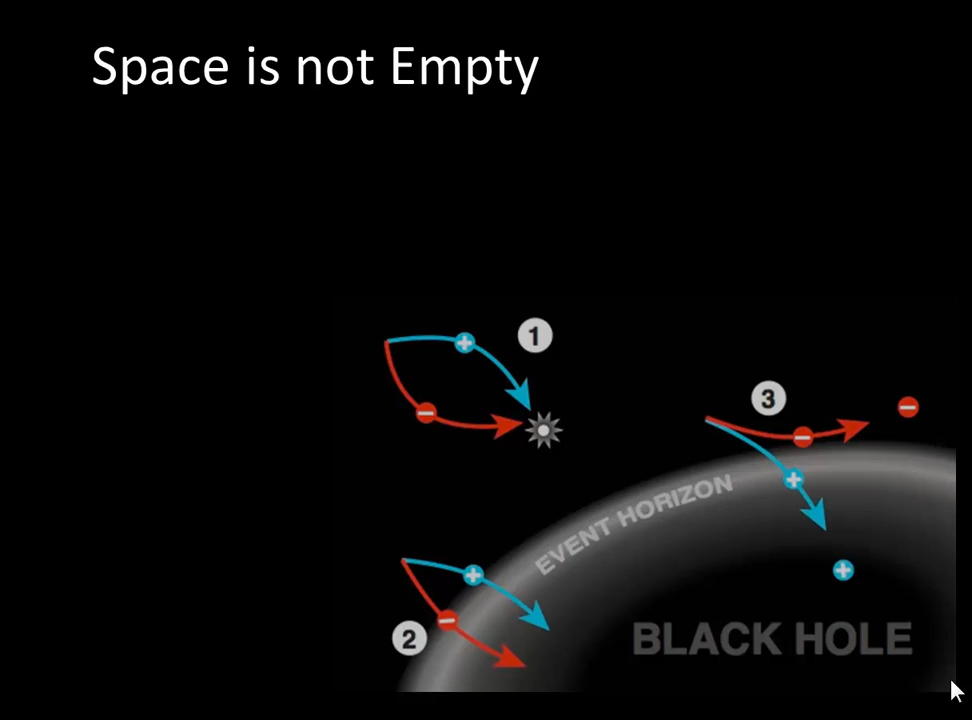 Space is not Empty
1
3
EVENT HORIZON
2
BLACK HOLE